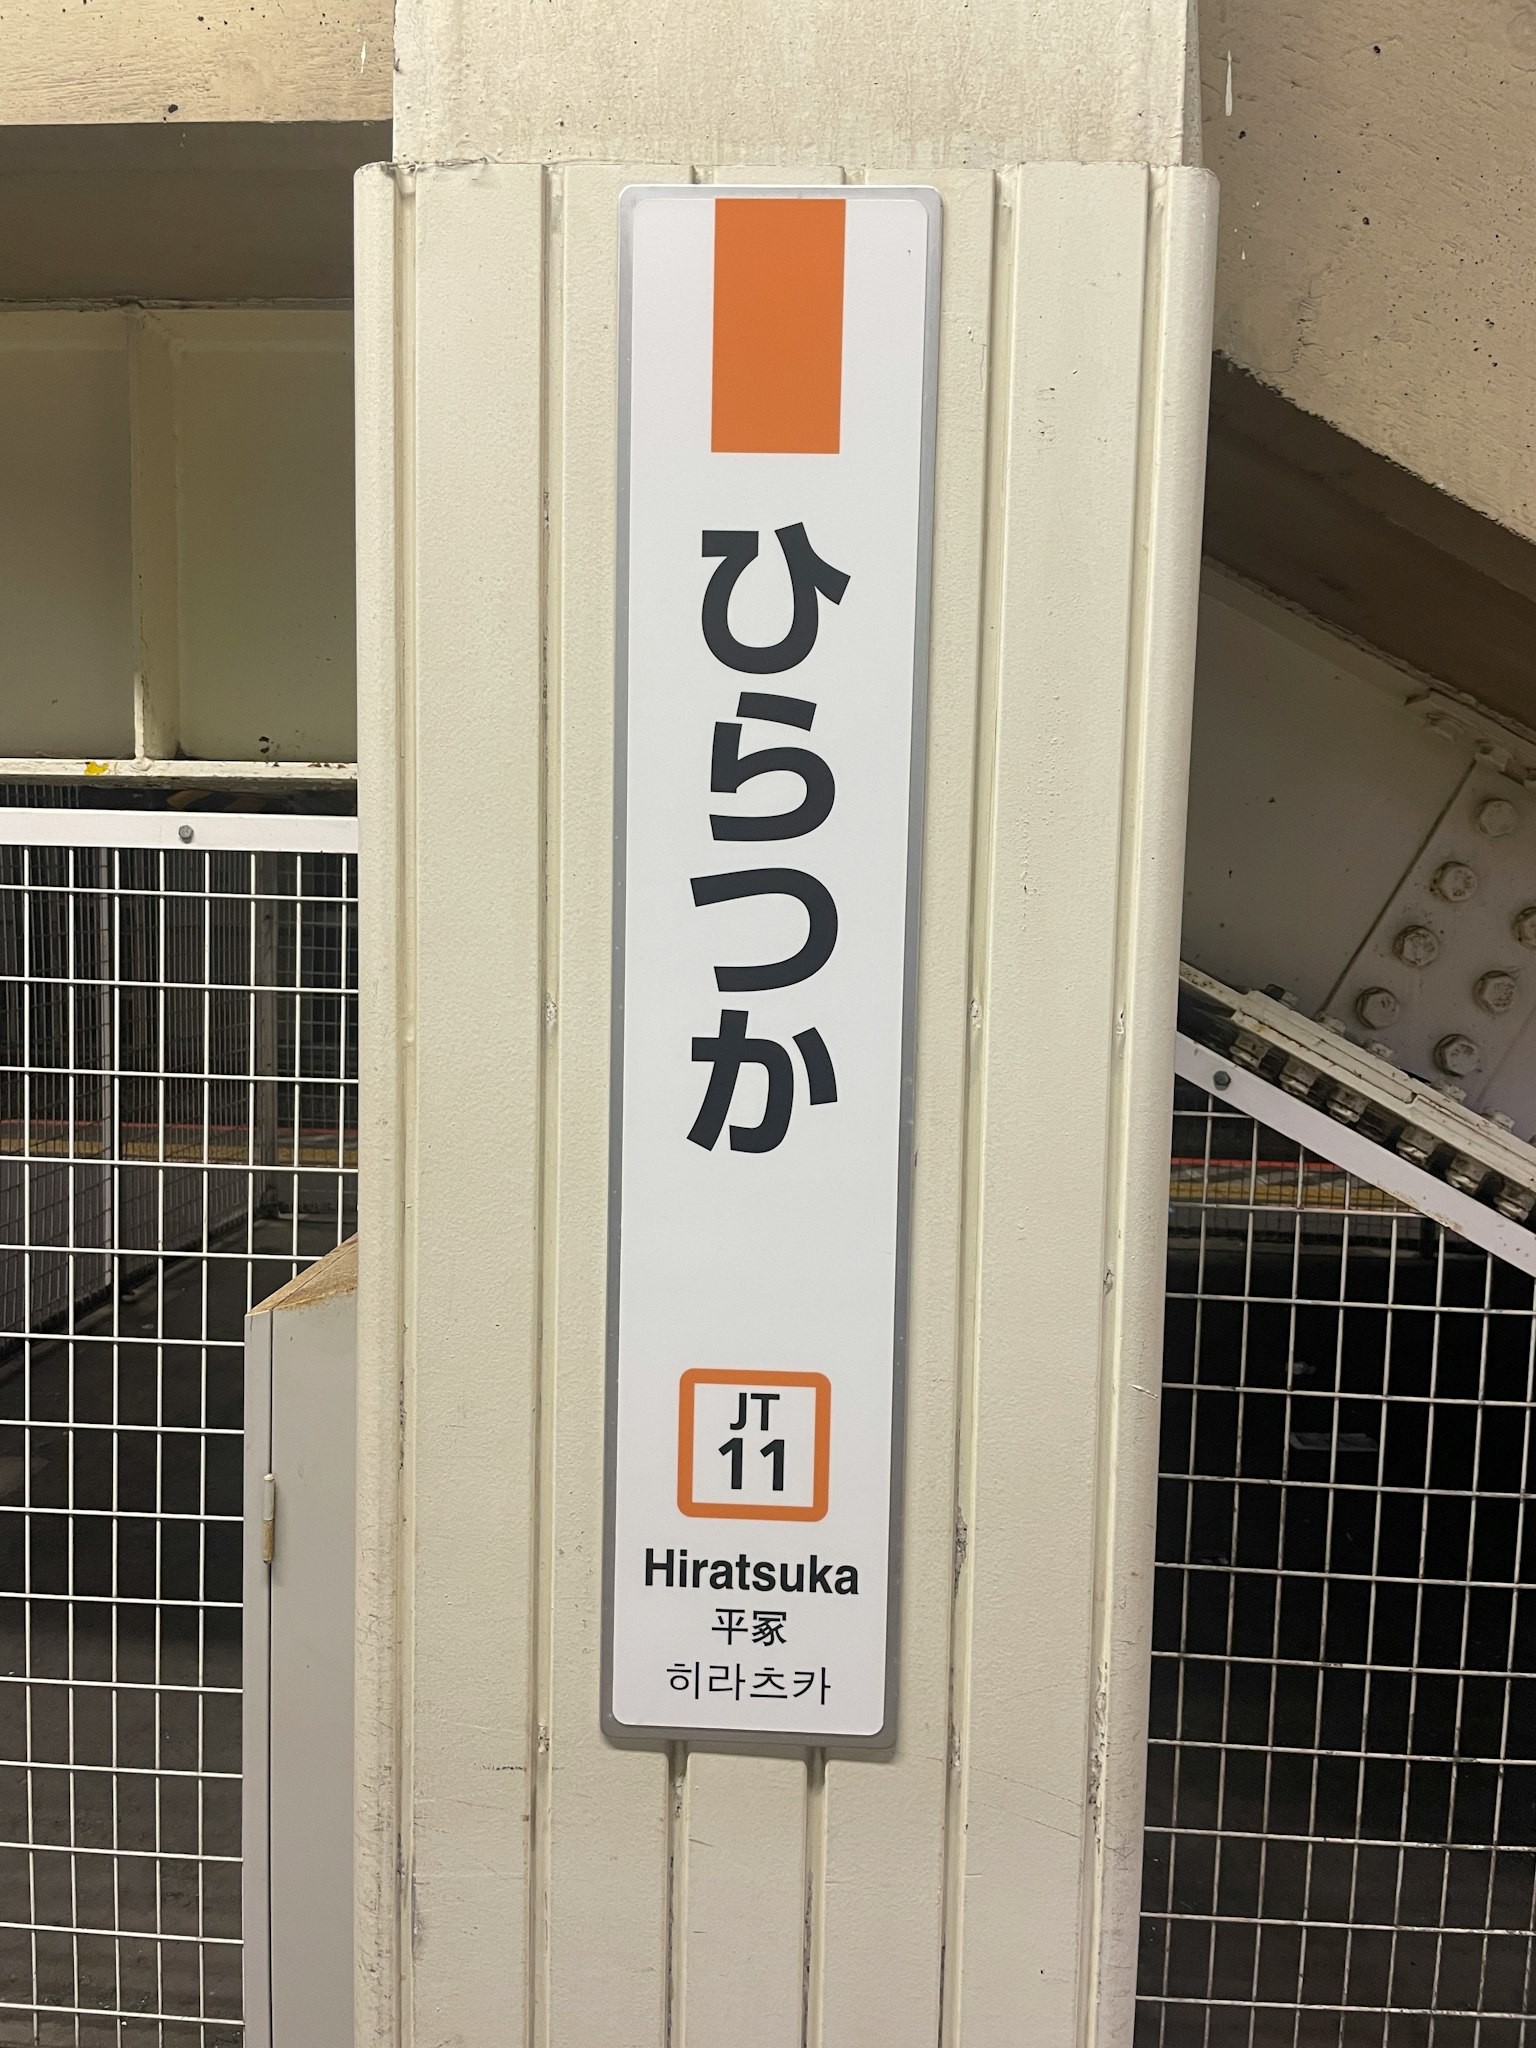 ひらつか
JT
11
Hiratsuka
平冢
히라츠카